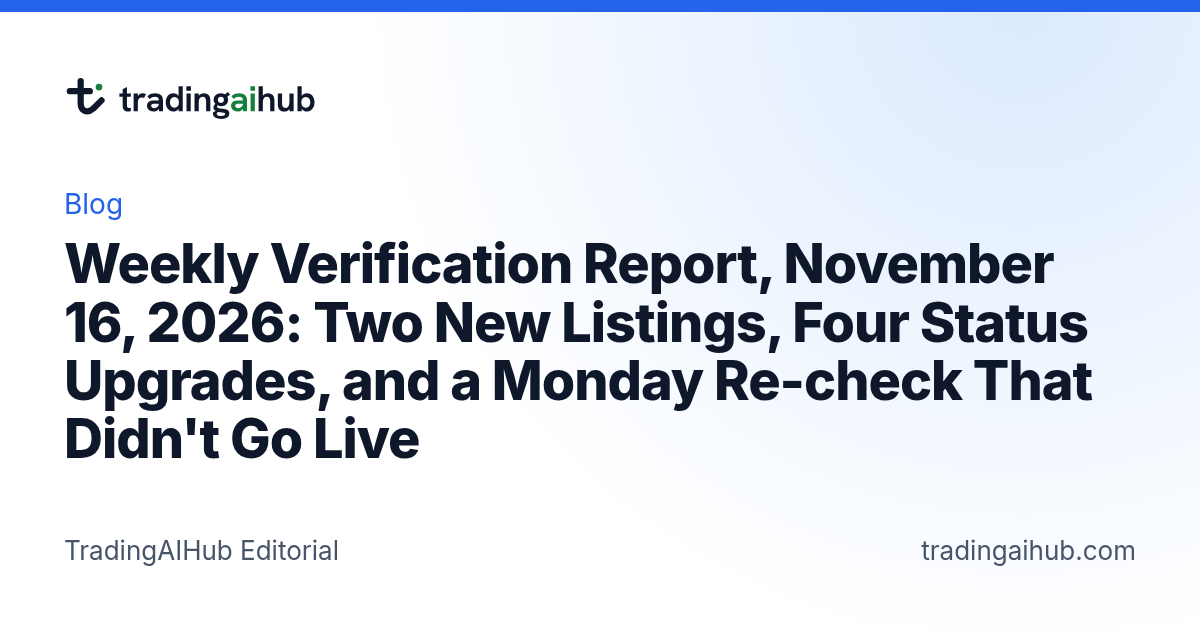 tradingaihub
Blog
Weekly Verification Report, November
16, 2026: Two New Listings, Four Status
Upgrades, and a Monday Re-check That
Didn't Go Live
TradingAIHub Editorial
tradingaihub.com